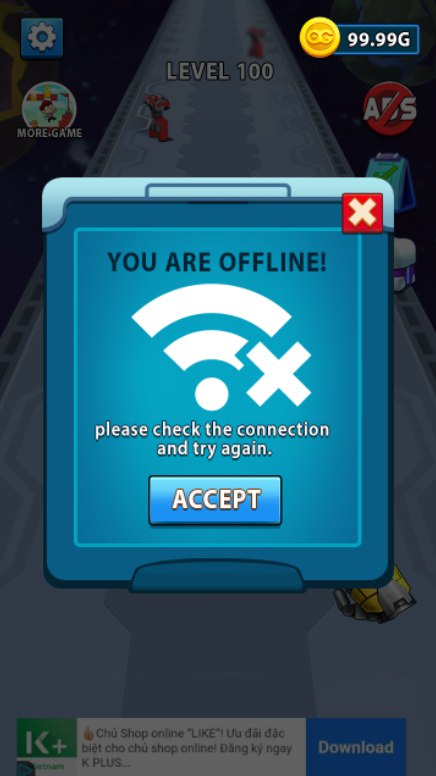 99.99G
LEVEL 100
MORE GAME
ADS
YOU ARE OFFLINE!
please check the connection
and try again.
ACCEPT
K+
Vietnam
👍Chủ Shop online "LIKE"! Ưu đãi đặc
biệt cho chủ shop online! Đăng ký ngay
K PLUS...
Download